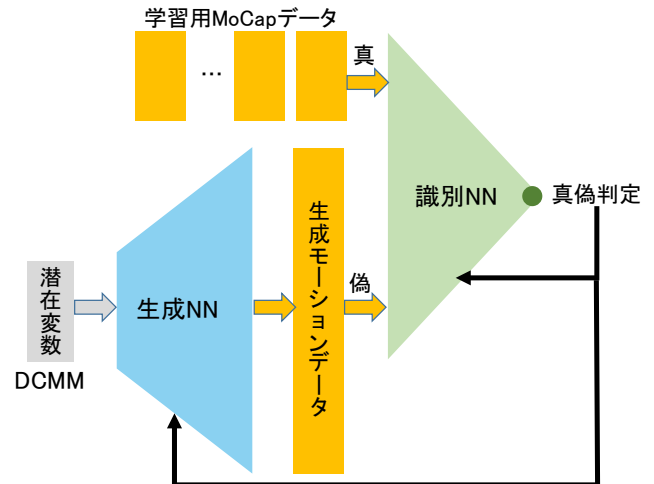 学習用MoCapデータ
…
真
識別NN
真偽判定
生成モーションデータ
偽
潜在変数
生成NN
DCMM